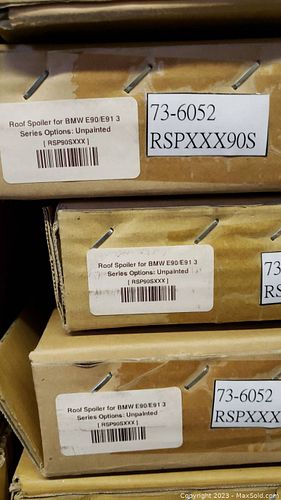 Roof Spoiler for BMW E90/E91 3
Series Options: Unpainted
[ RSP90SXXX ]
73-6052
RSPXXX90S
Roof Spoiler for BMW E90/E91 3
Series Options: Unpainted
[ RSP90SXXX ]
73
RS
Roof Spoiler for BMW E90/E91 3
Series Options: Unpainted
[ RSP90SXXX ]
73-6052
RSPXXX
Copyright © 2023 - MaxSold.com